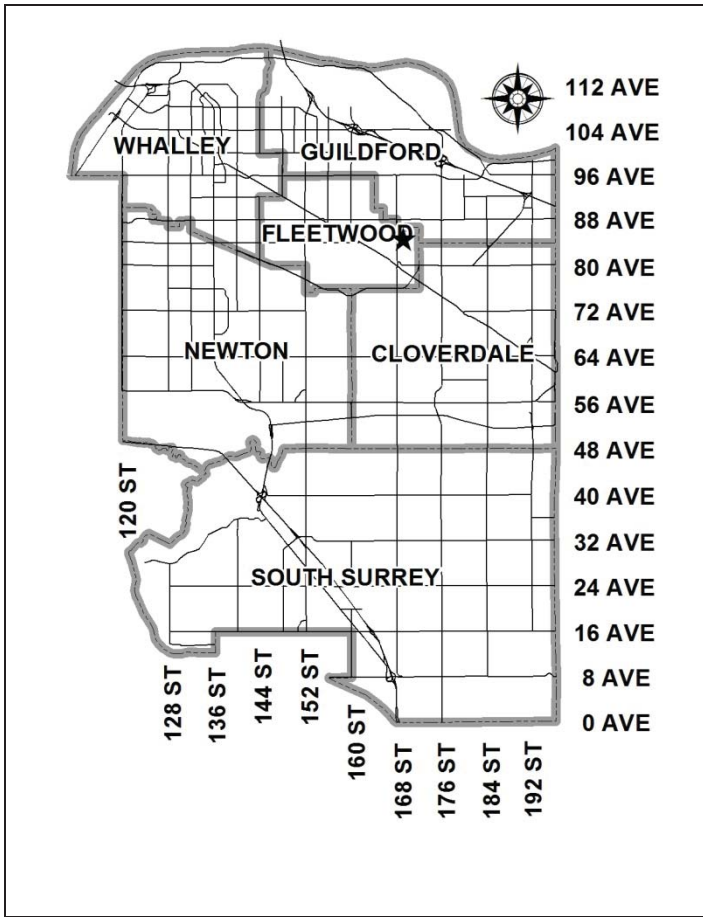 112 AVE
104 AVE
WHALLEY
GUILDFORD
96 AVE
88 AVE
FLEETWOOD
80 AVE
72 AVE
NEWTON
CLOVERDALE
64 AVE
56 AVE
48 AVE
120 ST
40 AVE
32 AVE
SOUTH SURREY
24 AVE
16 AVE
8 AVE
0 AVE
128 ST
136 ST
144 ST
152 ST
160 ST
168 ST
176 ST
184 ST
192 ST